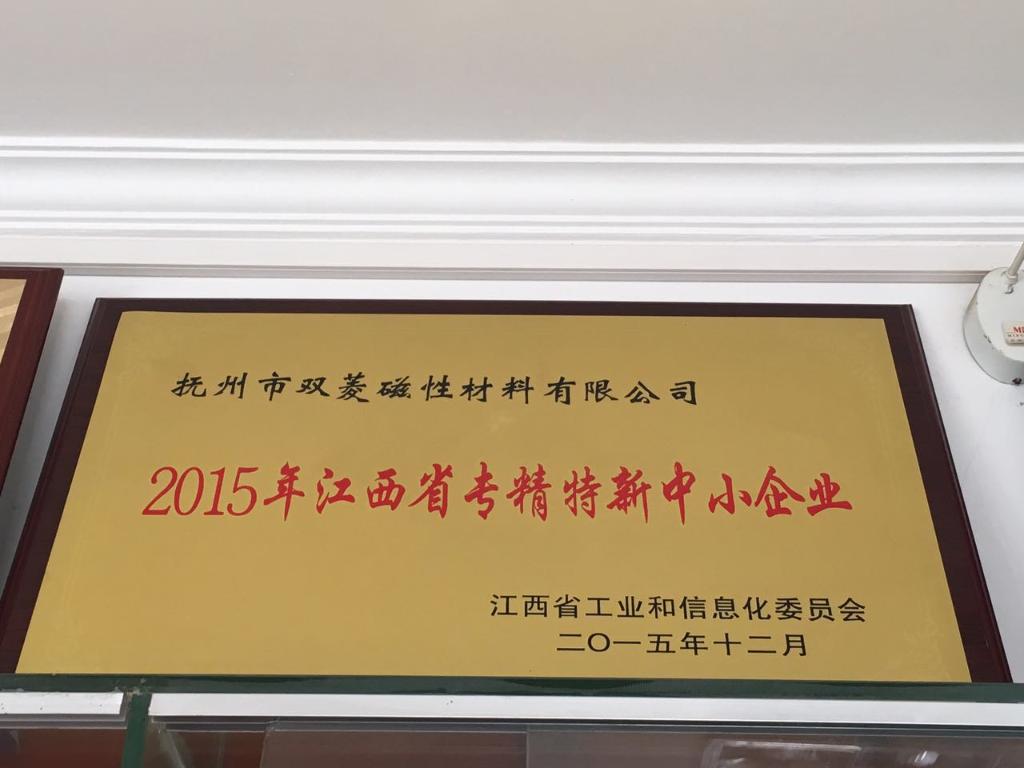 抚州市双菱磁性材料有限公司
2015年江西省专精特新中小企业
江西省工业和信息化委员会
二〇一五年十二月